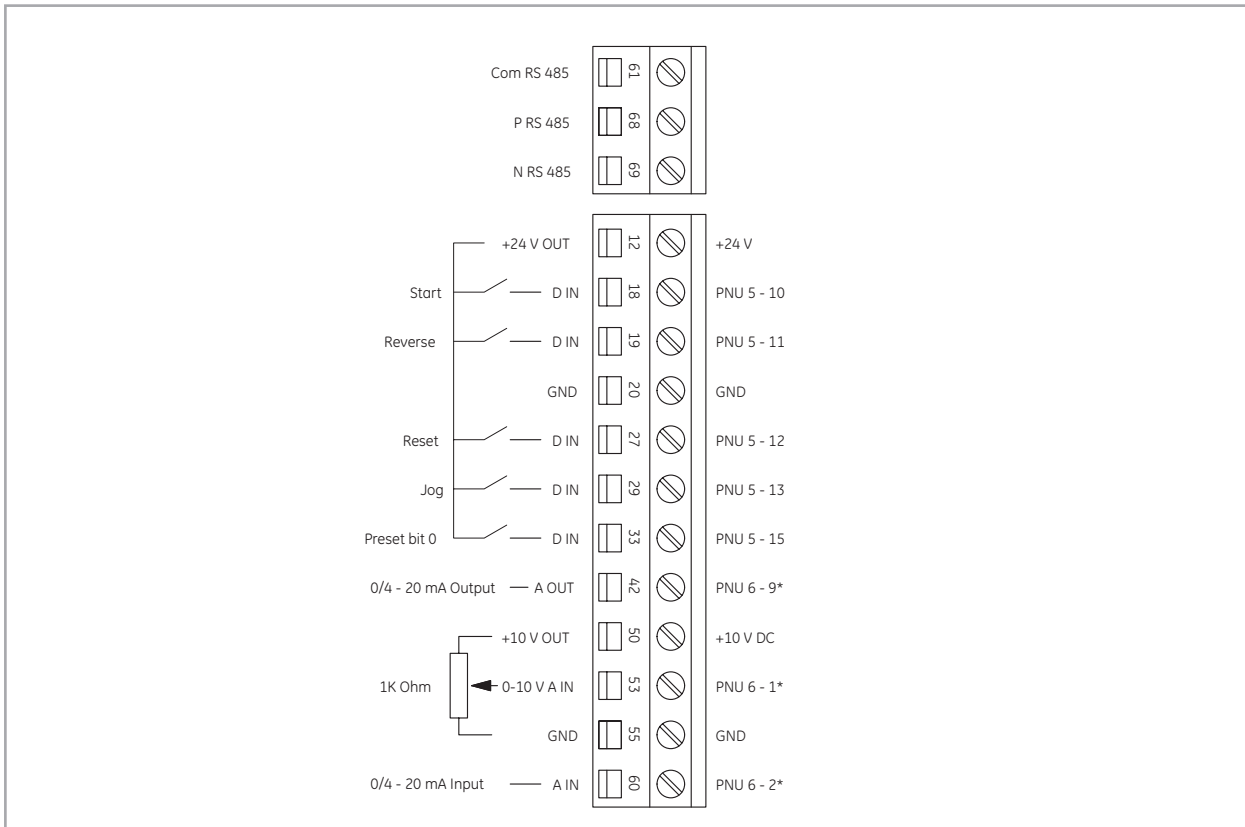 Com RS 485 61
P RS 485 68
N RS 485 69
+24 V OUT 12 +24 V
Start D IN 18 PNU 5 - 10
Reverse D IN 19 PNU 5 - 11
GND 20 GND
Reset D IN 27 PNU 5 - 12
Jog D IN 29 PNU 5 - 13
Preset bit 0 D IN 33 PNU 5 - 15
0/4 - 20 mA Output A OUT 42 PNU 6 - 9*
+10 V OUT 50 +10 V DC
1K Ohm 0-10 V A IN 53 PNU 6 - 1*
GND 55 GND
0/4 - 20 mA Input A IN 60 PNU 6 - 2*